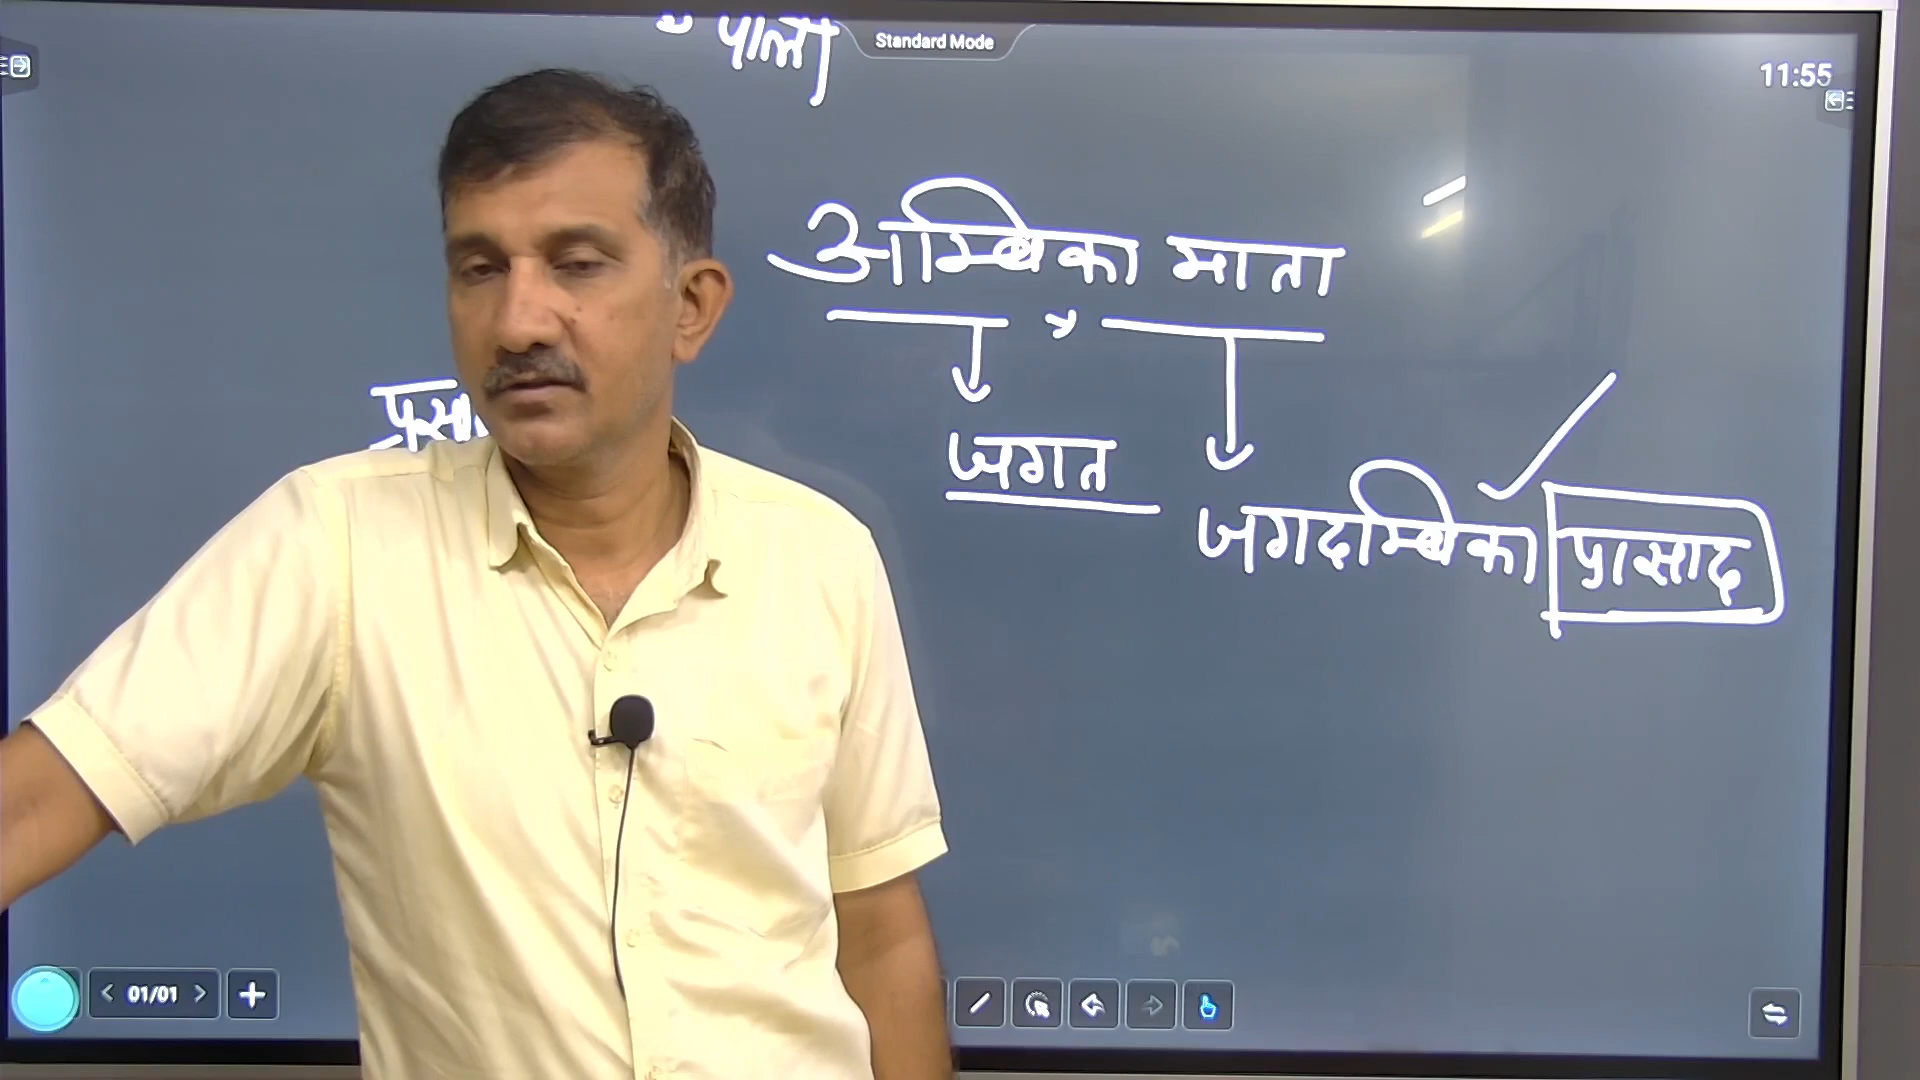 पाली
Standard Mode
11:55
अम्बिका माता
जगत
जगदम्बिका प्रासाद
01/01